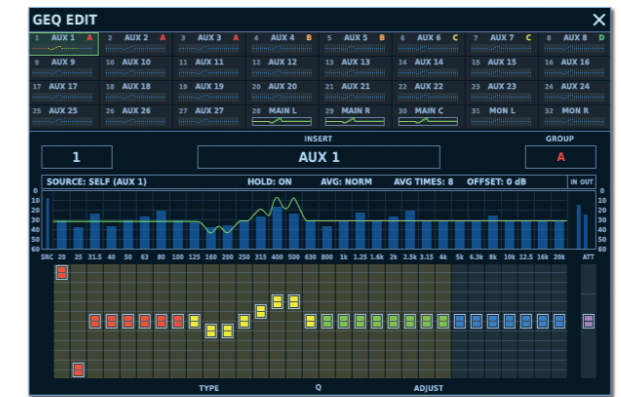 GEQ EDIT ✕
1 AUX 1 A 2 AUX 2 A 3 AUX 3 A 4 AUX 4 B 5 AUX 5 B 6 AUX 6 C 7 AUX 7 C 8 AUX 8 D
9 AUX 9 10 AUX 10 11 AUX 11 12 AUX 12 13 AUX 13 14 AUX 14 15 AUX 15 16 AUX 16
17 AUX 17 18 AUX 18 19 AUX 19 20 AUX 20 21 AUX 21 22 AUX 22 23 AUX 23 24 AUX 24
25 AUX 25 26 AUX 26 27 AUX 27 28 MAIN L 29 MAIN R 30 MAIN C 31 MON L 32 MON R
INSERT GROUP
1 AUX 1 A
SOURCE: SELF (AUX 1) HOLD: ON AVG: NORM AVG TIMES: 8 OFFSET: 0 dB IN OUT
0 0
10 10
20 20
30 30
40 40
50 50
60 60
SRC 20 25 31.5 40 50 63 80 100 125 160 200 250 315 400 500 630 800 1k 1.25 1.6k 2k 2.5k 3.15 4k 5k 6.3k 8k 10k 12.5 16k 20k ATT
TYPE Q ADJUST